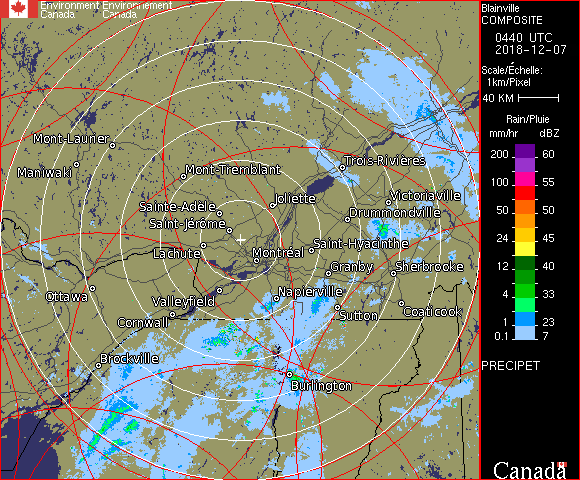 Environment Environnement
Canada Canada
Mont-Laurier
Maniwaki
Mont-Tremblant
Trois-Rivières
Sainte-Adèle
Joliette
Victoriaville
Saint-Jérôme
Drummondville
Lachute
Montréal
Saint-Hyacinthe
Granby
Sherbrooke
Ottawa
Valleyfield
Napierville
Cornwall
Sutton
Coaticook
Brockville
Burlington
Blainville
COMPOSITE
0440 UTC
2018-12-07
Scale/Échelle:
1km/Pixel
40 KM
Rain/Pluie
mm/hr dBZ
200 60
100 55
50 50
24 45
12 40
4 33
1 23
0.1 7
PRECIPET
Canada